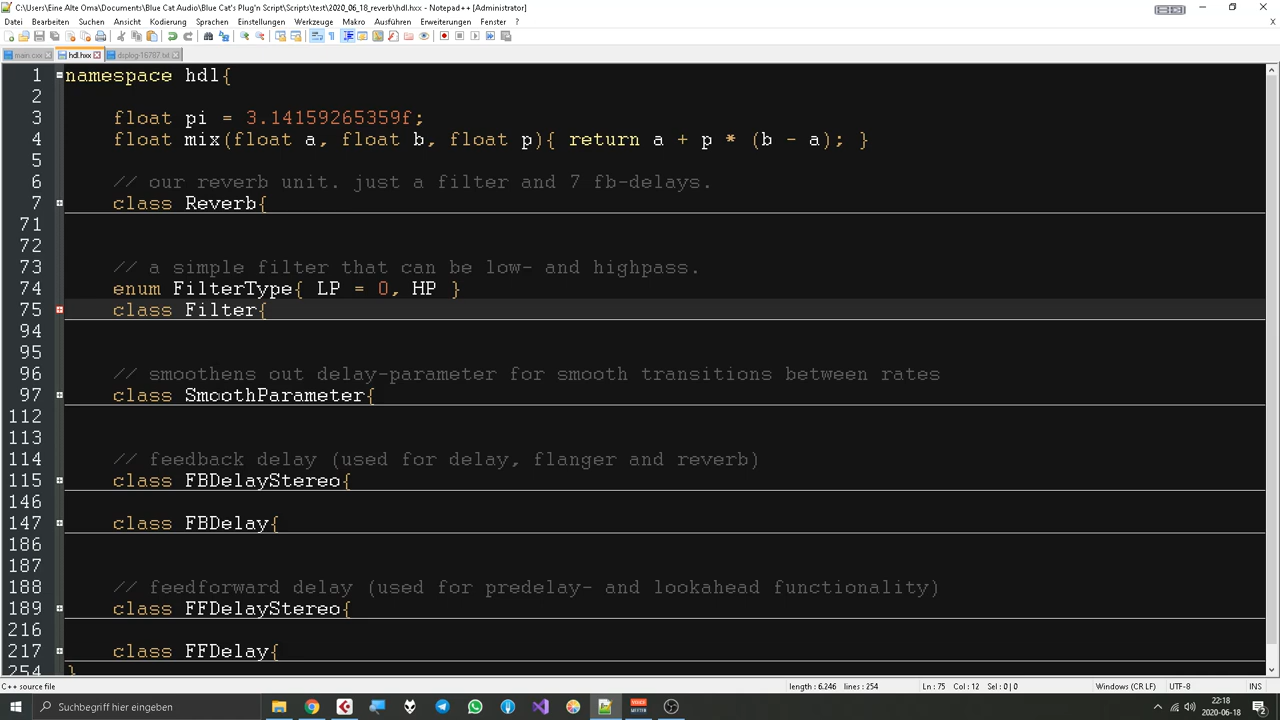 C:\Users\Eine Alte Oma\Documents\Blue Cat Audio\Blue Cat's Plug'n Script\Scripts\test\2020_06_18_reverb\hdl.hxx - Notepad++ [Administrator]
Datei Bearbeiten Suchen Ansicht Kodierung Sprachen Einstellungen Werkzeuge Makro Ausführen Erweiterungen Fenster ?
main.cxx hdl.hxx dsplog-16787.txt
1 namespace hdl{
2
3 float pi = 3.14159265359f;
4 float mix(float a, float b, float p){ return a + p * (b - a); }
5
6 // our reverb unit. just a filter and 7 fb-delays.
7 class Reverb{
71
72
73 // a simple filter that can be low- and highpass.
74 enum FilterType{ LP = 0, HP }
75 class Filter{
94
95
96 // smoothens out delay-parameter for smooth transitions between rates
97 class SmoothParameter{
112
113
114 // feedback delay (used for delay, flanger and reverb)
115 class FBDelayStereo{
146
147 class FBDelay{
186
187
188 // feedforward delay (used for predelay- and lookahead functionality)
189 class FFDelayStereo{
216
217 class FFDelay{
254 }
C++ source file length : 6.246 lines : 254 Ln : 75 Col : 12 Sel : 0 | 0 Windows (CR LF) UTF-8 INS
Suchbegriff hier eingeben
22:18
2020-06-18